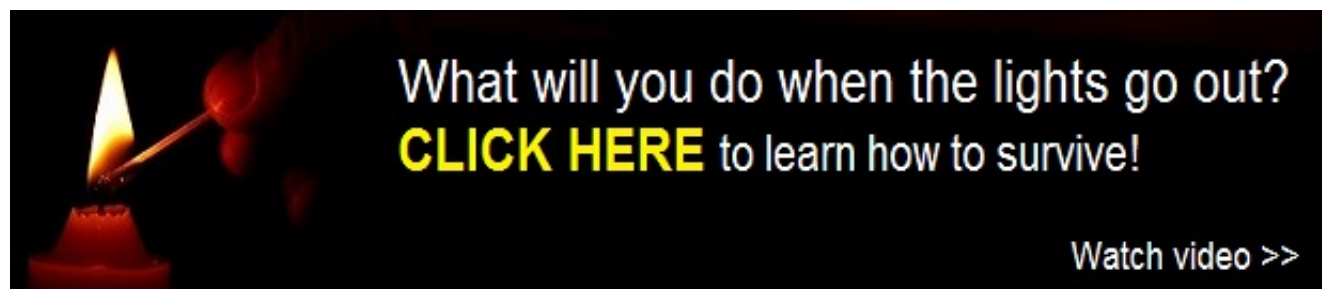 What will you do when the lights go out?
CLICK HERE to learn how to survive!
Watch video >>